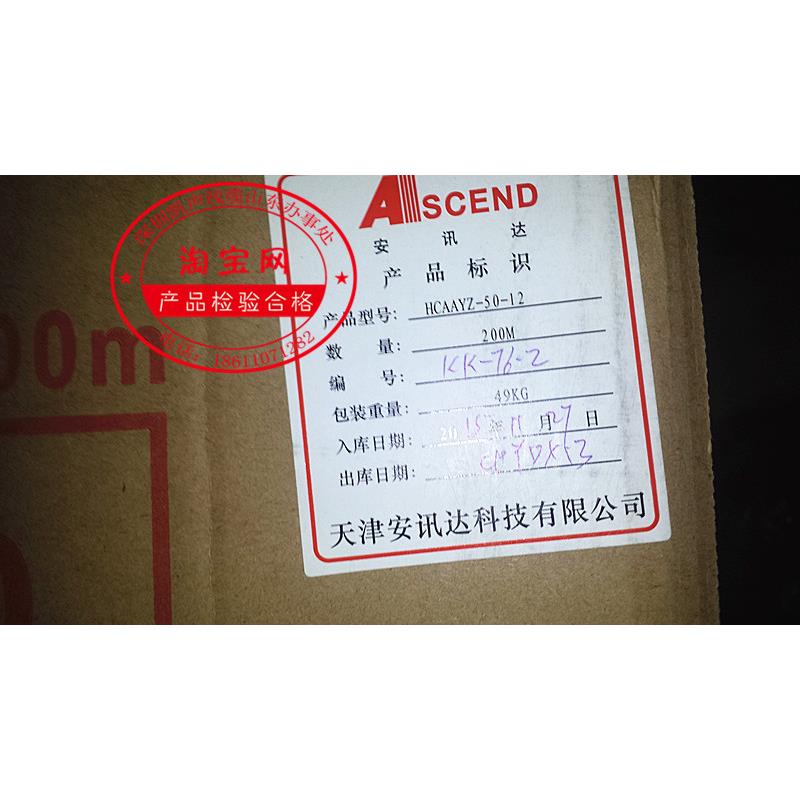 ASCEND
安 讯 达
产 品 标 识
产品型号: HCAAYZ-50-12
数 量: 200M
编 号: KK-76-2
包装重量: 49KG
入库日期: 2015年11月27日
出库日期:
天津安讯达科技有限公司
淘宝网
产品检验合格
电话: 18611071282
00m